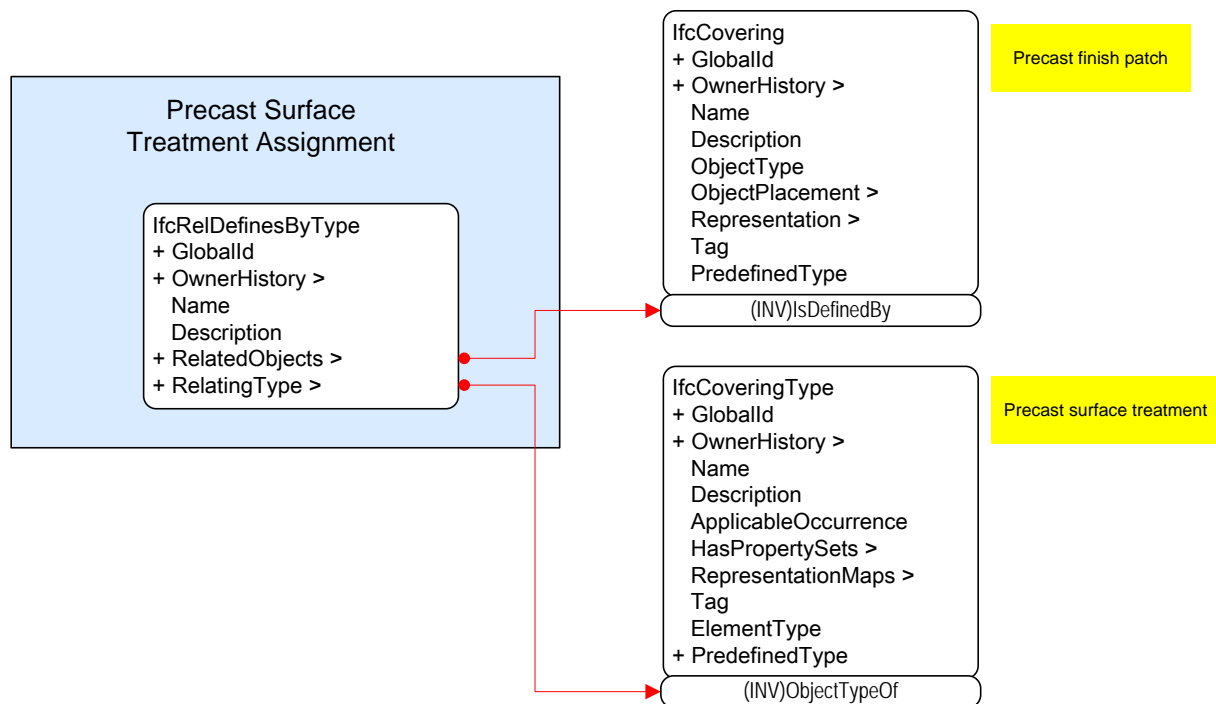 Precast Surface
Treatment Assignment
IfcRelDefinesByType
+ GlobalId
+ OwnerHistory >
Name
Description
+ RelatedObjects >
+ RelatingType >
IfcCovering
+ GlobalId
+ OwnerHistory >
Name
Description
ObjectType
ObjectPlacement >
Representation >
Tag
PredefinedType
(INV)IsDefinedBy
Precast finish patch
IfcCoveringType
+ GlobalId
+ OwnerHistory >
Name
Description
ApplicableOccurrence
HasPropertySets >
RepresentationMaps >
Tag
ElementType
+ PredefinedType
(INV)ObjectTypeOf
Precast surface treatment